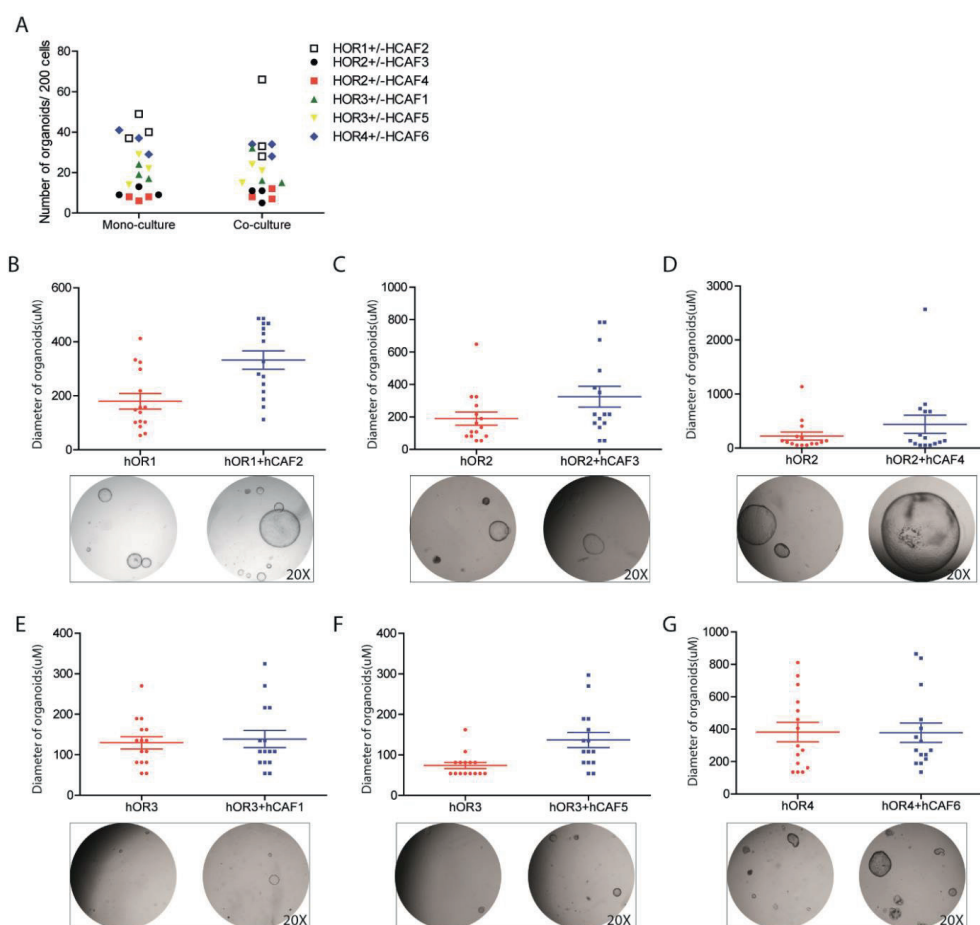 A
Number of organoids/ 200 cells
80
60
40
20
0
Mono-culture
Co-culture
HOR1+/-HCAF2
HOR2+/-HCAF3
HOR2+/-HCAF4
HOR3+/-HCAF1
HOR3+/-HCAF5
HOR4+/-HCAF6
B
Diameter of organoids(uM)
600
400
200
0
hOR1
hOR1+hCAF2
20X
C
Diameter of organoids(uM)
1000
800
600
400
200
0
hOR2
hOR2+hCAF3
20X
D
Diameter of organoids(uM)
3000
2000
1000
500
0
hOR2
hOR2+hCAF4
20X
E
Diameter of organoids(uM)
400
300
200
100
0
hOR3
hOR3+hCAF1
20X
F
Diameter of organoids(uM)
400
300
200
100
0
hOR3
hOR3+hCAF5
20X
G
Diameter of organoids(uM)
1000
800
600
400
200
0
hOR4
hOR4+hCAF6
20X